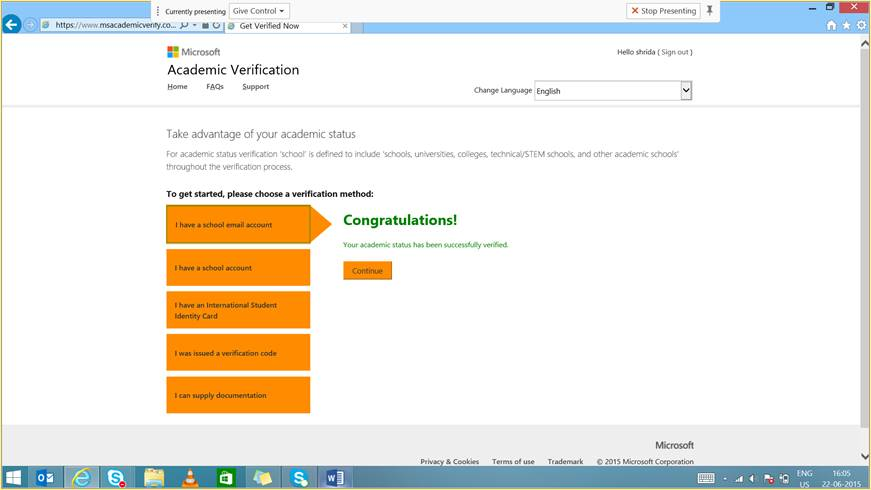 Currently presenting
Give Control
Stop Presenting
https://www.msacademicverify.co...
Get Verified Now
Microsoft
Hello shrida ( Sign out )
Academic Verification
Home FAQs Support
Change Language English
Take advantage of your academic status
For academic status verification 'school' is defined to include 'schools, universities, colleges, technical/STEM schools, and other academic schools'
throughout the verification process.
To get started, please choose a verification method:
I have a school email account
Congratulations!
Your academic status has been successfully verified.
Continue
I have a school account
I have an International Student
Identity Card
I was issued a verification code
I can supply documentation
Microsoft
Privacy & Cookies Terms of use Trademark © 2015 Microsoft Corporation
ENG
US
16:05
22-06-2015